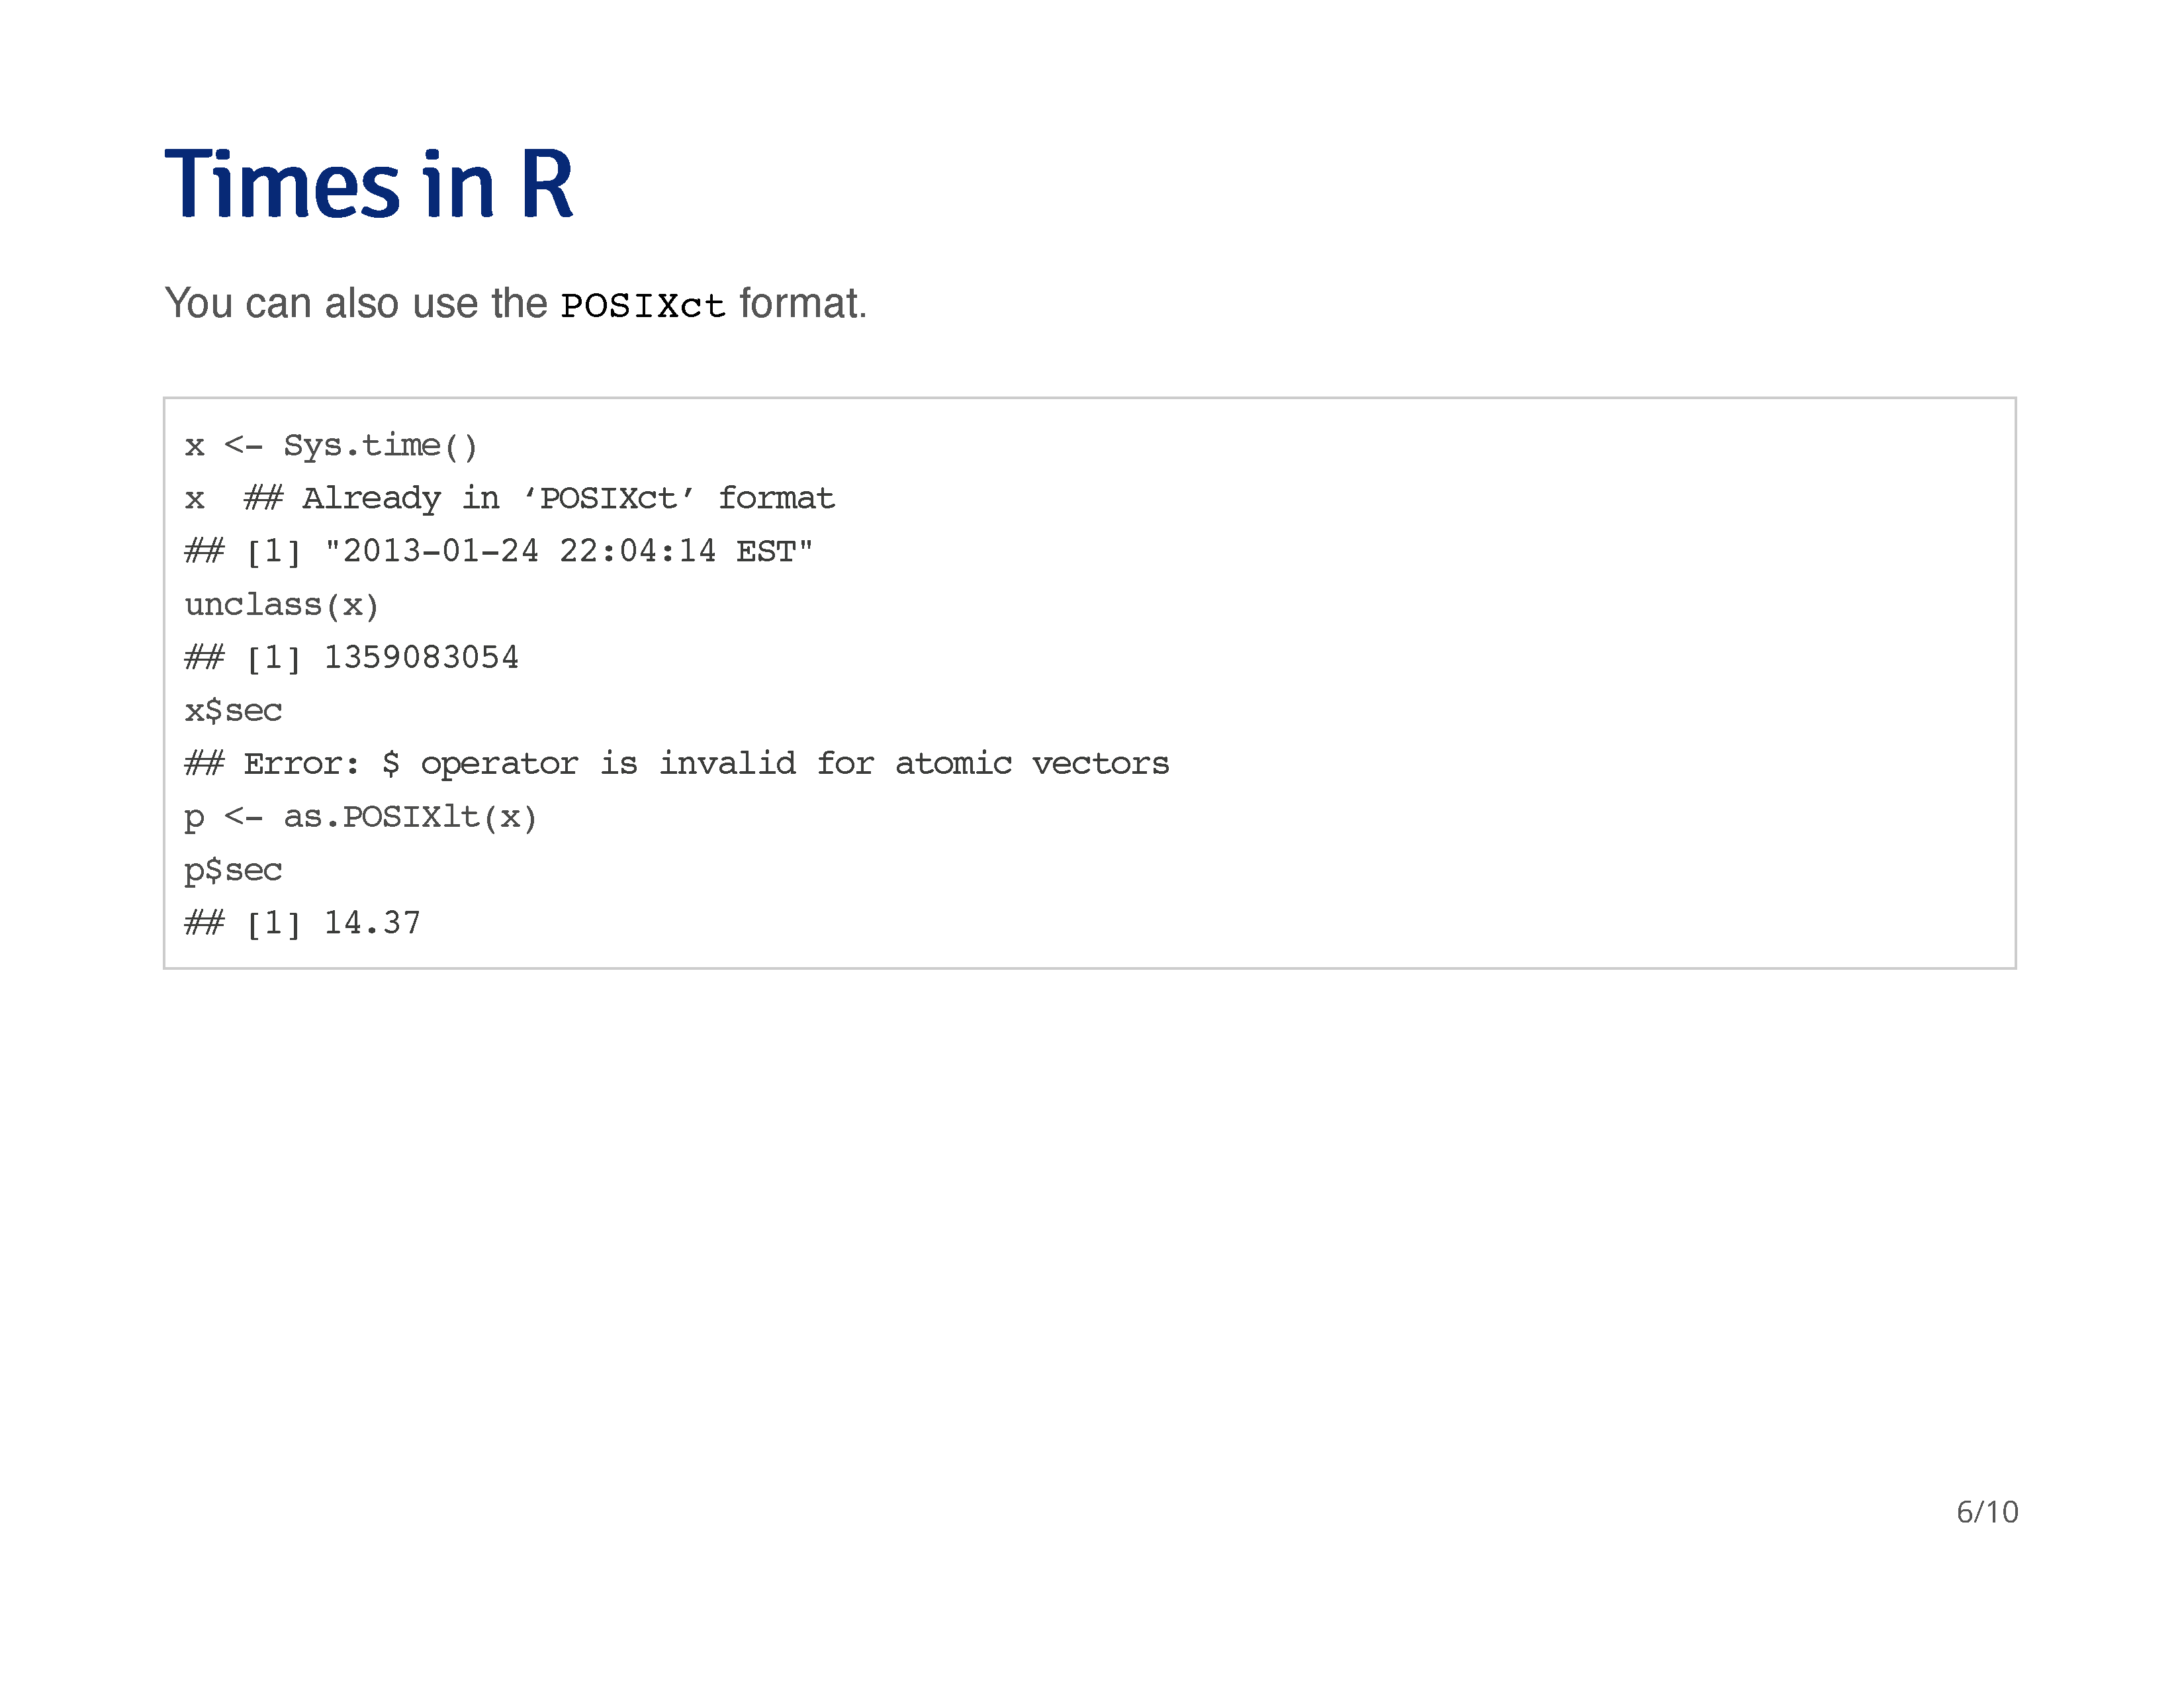 Times in R
You can also use the POSIXct format.
x <- Sys.time()
x  ## Already in ‘POSIXct’ format
## [1] "2013-01-24 22:04:14 EST"
unclass(x)
## [1] 1359083054
x$sec
## Error: $ operator is invalid for atomic vectors
p <- as.POSIXlt(x)
p$sec
## [1] 14.37
6/10